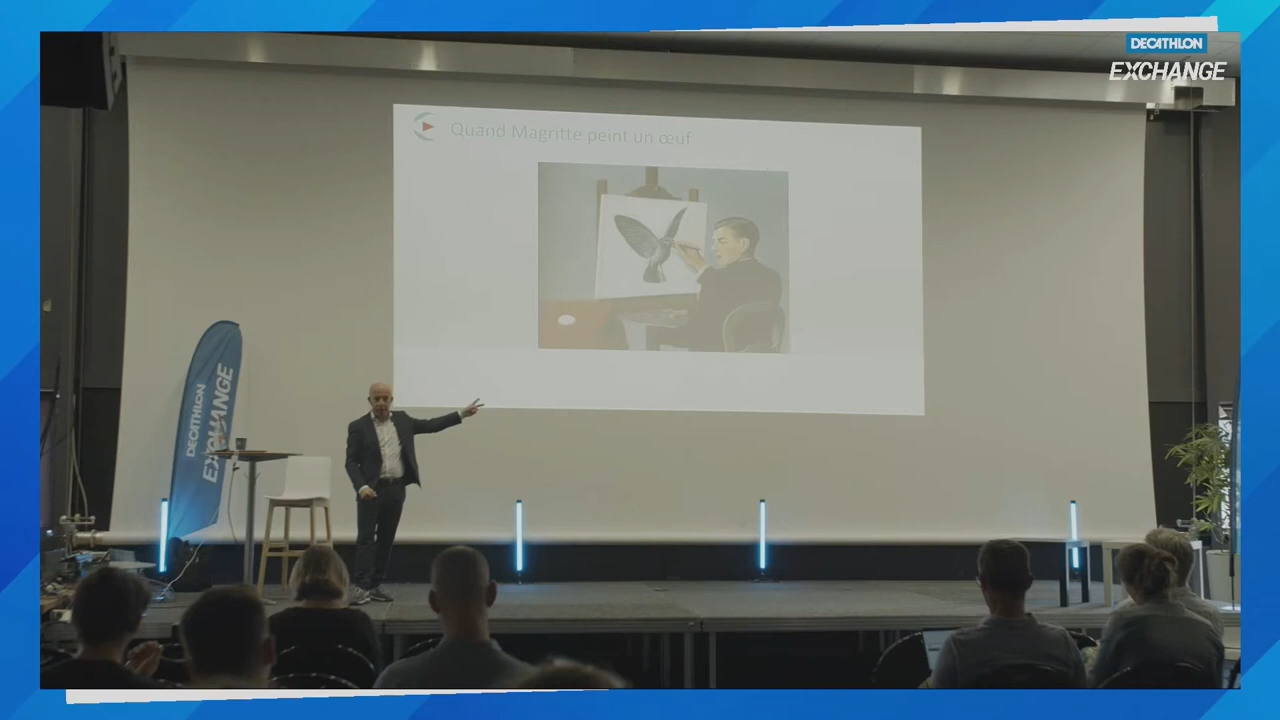 DECATHLON
EXCHANGE
Quand Magritte peint un œuf
DECATHLON
EXCHANGE